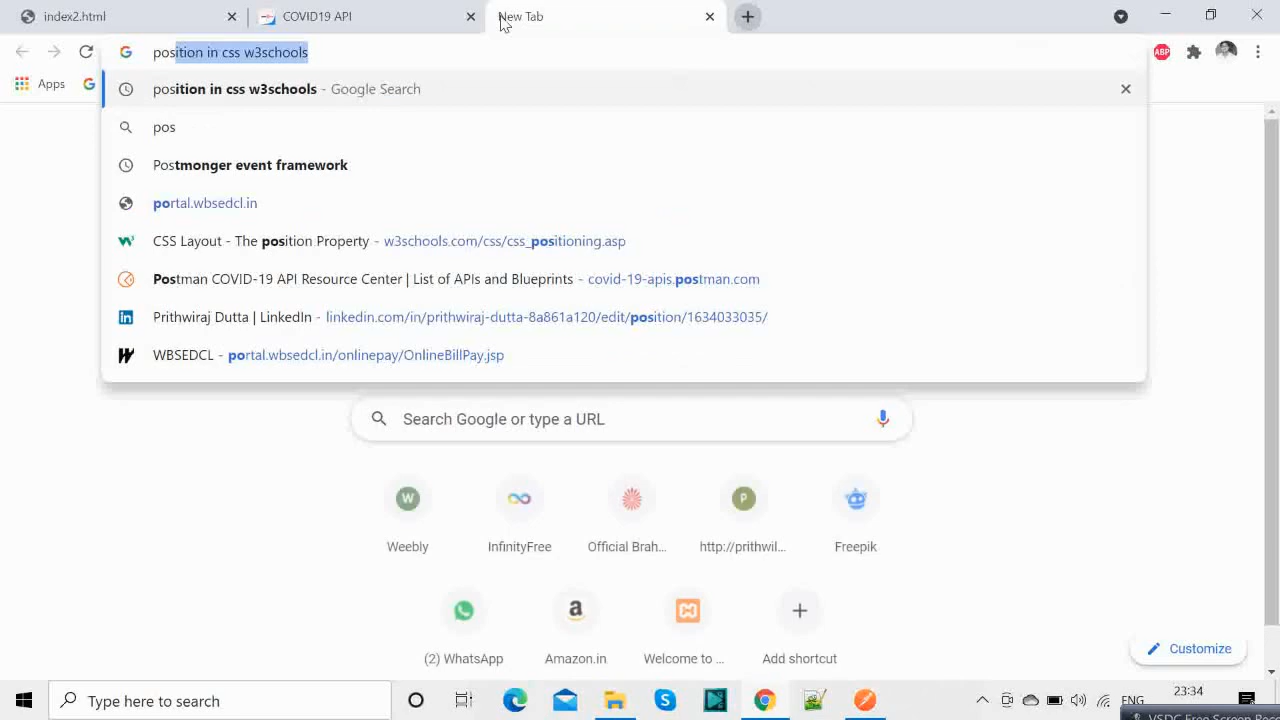 index2.html
COVID19 API
New Tab
position in css w3schools
ABP
Apps
position in css w3schools - Google Search
pos
Postmonger event framework
portal.wbsedcl.in
CSS Layout - The position Property - w3schools.com/css/css_positioning.asp
Postman COVID-19 API Resource Center | List of APIs and Blueprints - covid-19-apis.postman.com
Prithwiraj Dutta | LinkedIn - linkedin.com/in/prithwiraj-dutta-8a861a120/edit/position/1634033035/
WBSEDCL - portal.wbsedcl.in/onlinepay/OnlineBillPay.jsp
Search Google or type a URL
W
P
Weebly
InfinityFree
Official Brah...
http://prithwil...
Freepik
(2) WhatsApp
Amazon.in
Welcome to ...
Add shortcut
Customize
Type here to search
ENG
23:34
VSDC Free Screen Rec